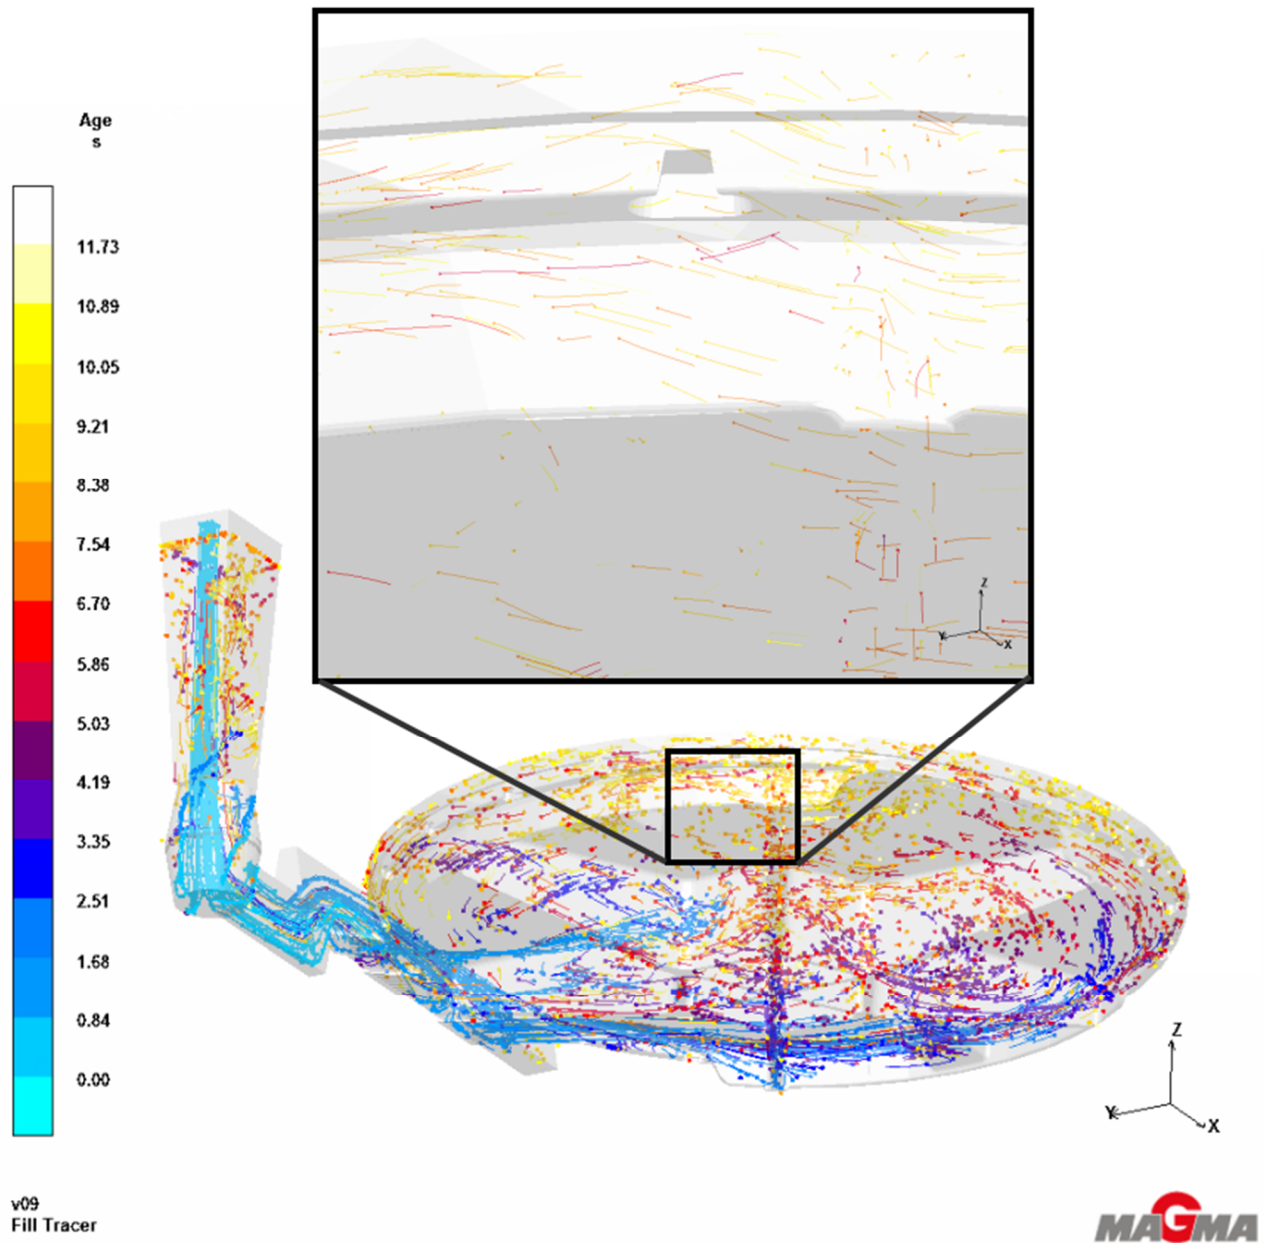 Age
s
11.73
10.89
10.05
9.21
8.38
7.54
6.70
5.86
5.03
4.19
3.35
2.51
1.68
0.84
0.00
Z
Y
X
Z
Y
X
v09
Fill Tracer
MAGMA